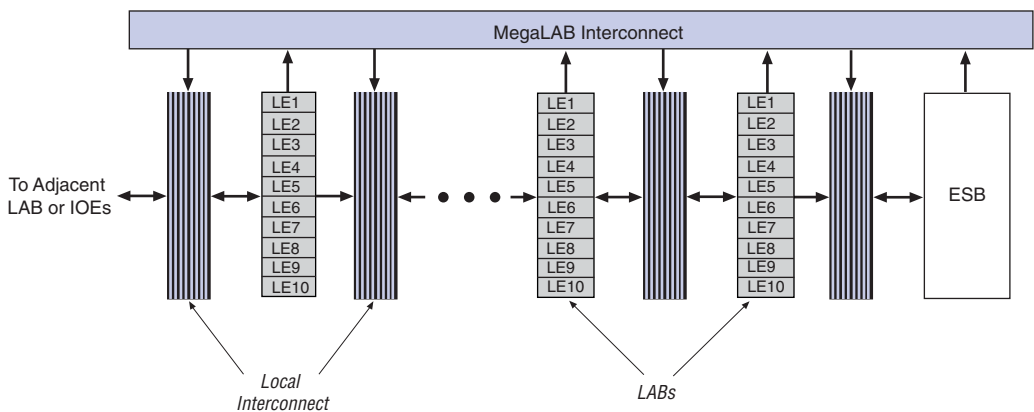 MegaLAB Interconnect
LE1
LE2
LE3
LE4
LE5
LE6
LE7
LE8
LE9
LE10
LE1
LE2
LE3
LE4
LE5
LE6
LE7
LE8
LE9
LE10
LE1
LE2
LE3
LE4
LE5
LE6
LE7
LE8
LE9
LE10
To Adjacent
LAB or IOEs
ESB
Local
Interconnect
LABs